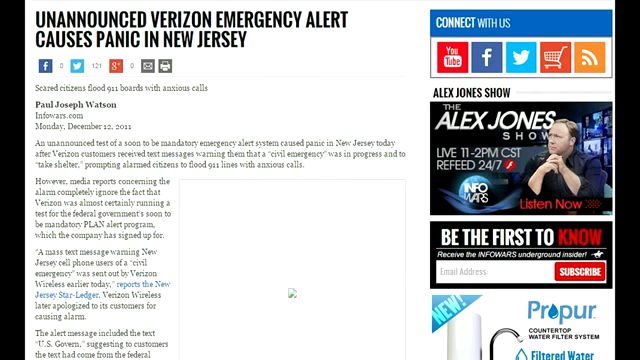 UNANNOUNCED VERIZON EMERGENCY ALERT
CAUSES PANIC IN NEW JERSEY
0
121
0
Scared citizens flood 911 boards with anxious calls
Paul Joseph Watson
Infowars.com
Monday, December 12, 2011
An unannounced test of a soon to be mandatory emergency alert system caused panic in New Jersey today
after Verizon customers received text messages warning them that a “civil emergency” was in progress and to
“take shelter,” prompting alarmed citizens to flood 911 lines with anxious calls.
However, media reports concerning the
alarm completely ignore the fact that
Verizon was almost certainly running a
test for the federal government’s soon to
be mandatory PLAN alert program,
which the company has signed up for.
“A mass text message warning New
Jersey cell phone users of a “civil
emergency” was sent out by Verizon
Wireless earlier today,” reports the New
Jersey Star-Ledger. Verizon Wireless
later apologized to its customers for
causing alarm.
The alert message included the text
“U.S. Govern,” suggesting to customers
the text had come from the federal
CONNECT WITH US
You
Tube
ALEX JONES SHOW
THE
ALEX JONES
SHOW
LIVE 11-2PM CST
REFEED 24/7
INFO
WARS
Listen Now
BE THE FIRST TO KNOW
Receive the INFOWARS underground insider!
Email Address:
SUBSCRIBE
NEW!
Propur
COUNTERTOP
WATER FILTER SYSTEM
Filtered Water